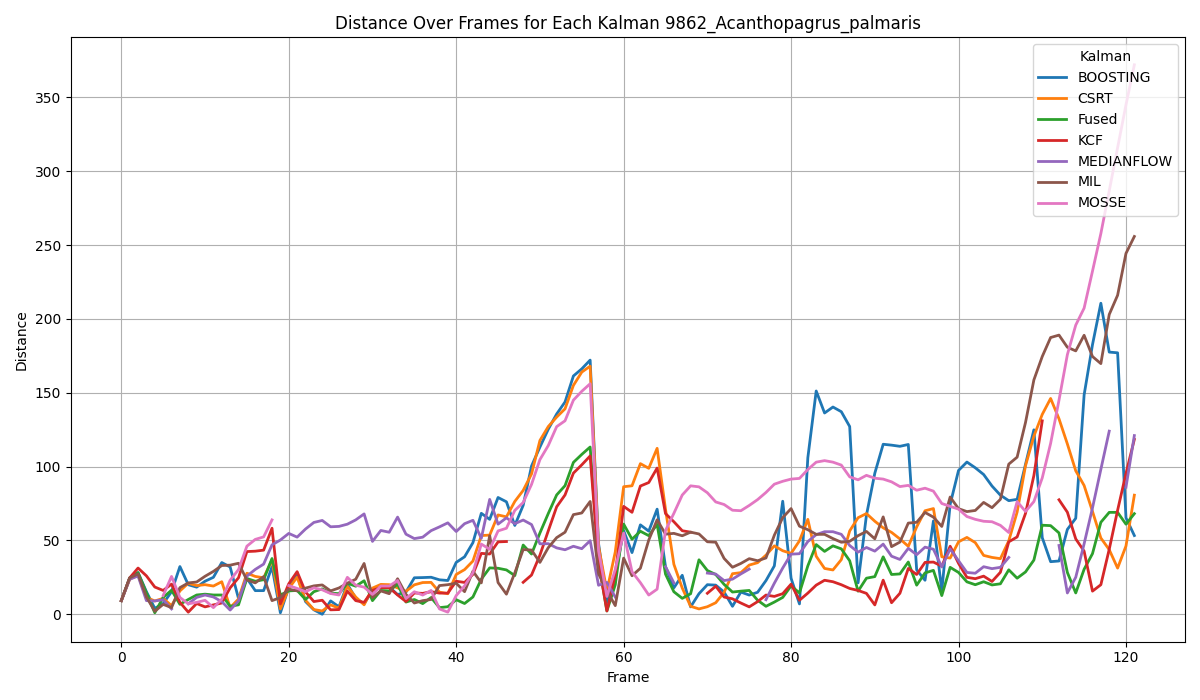 Distance Over Frames for Each Kalman 9862_Acanthopagrus_palmaris
Kalman
BOOSTING
CSRT
Fused
KCF
MEDIANFLOW
MIL
MOSSE
350
300
250
200
150
100
50
0
Distance
0 20 40 60 80 100 120
Frame